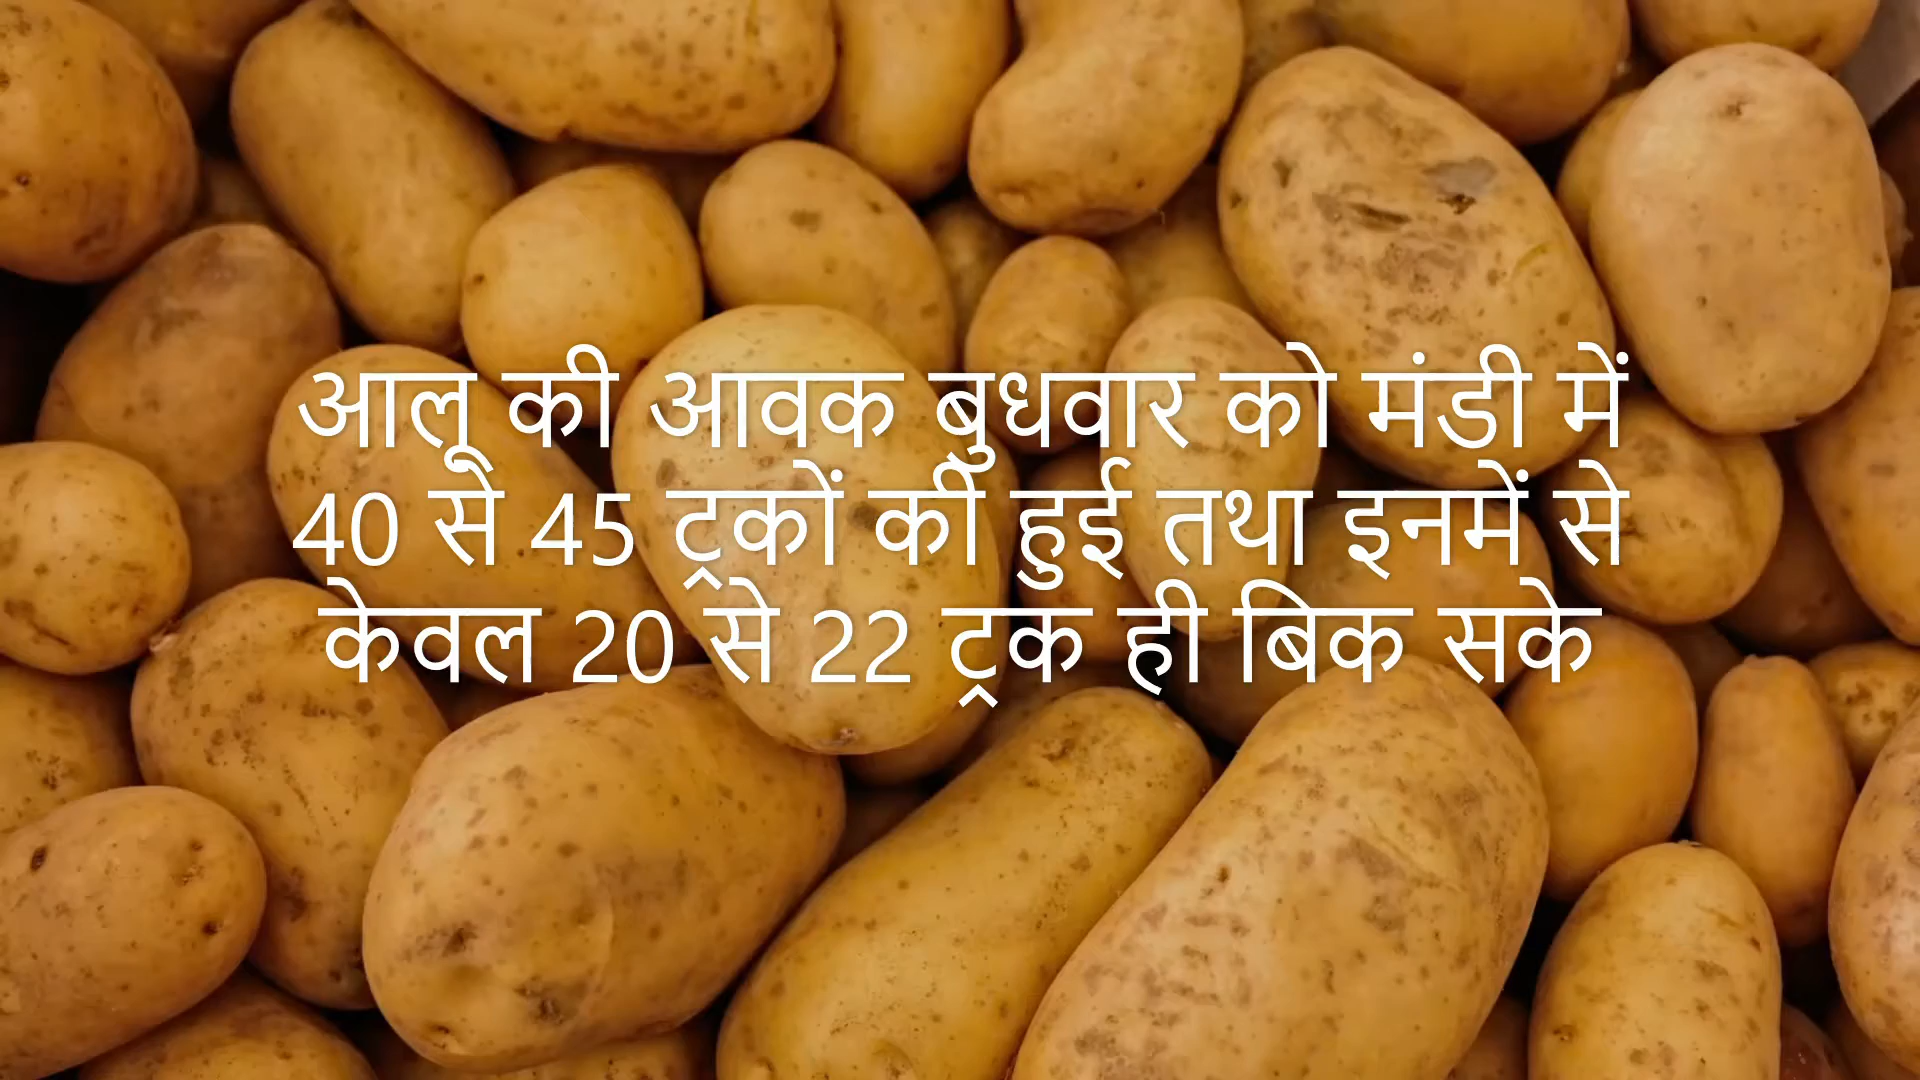 आलू की आवक बुधवार को मंडी में
40 से 45 ट्रकों की हुई तथा इनमें से
केवल 20 से 22 ट्रक ही बिक सके